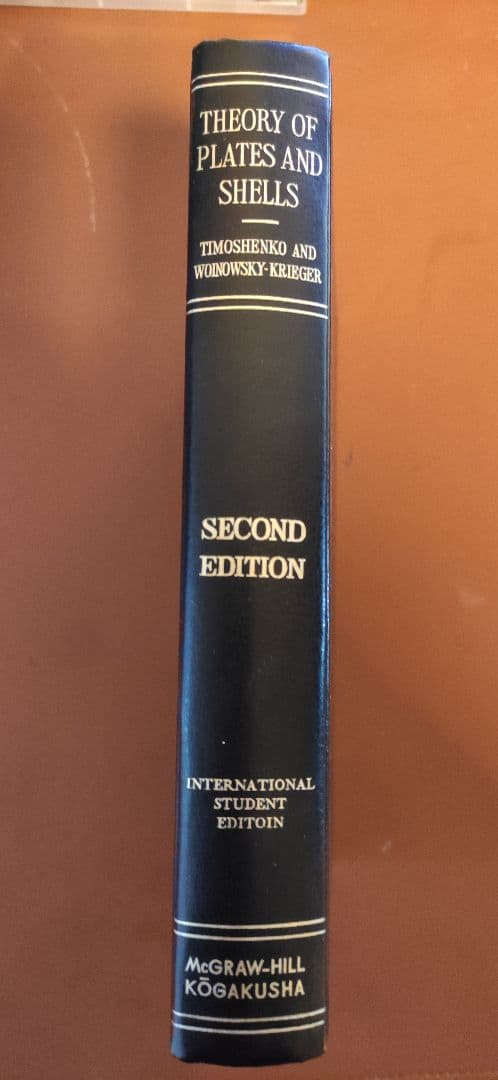 THEORY OF
PLATES AND
SHELLS
TIMOSHENKO AND
WOINOWSKY-KRIEGER
SECOND
EDITION
INTERNATIONAL
STUDENT
EDITOIN
McGRAW-HILL
KŌGAKUSHA